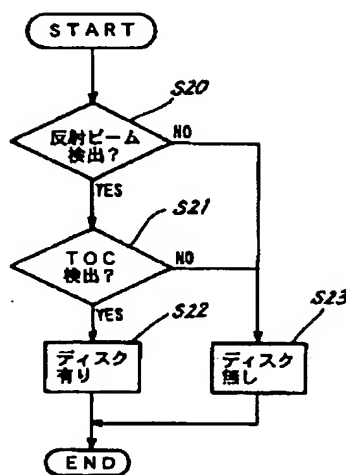 START
S20
反射ビーム
検出?
NO
YES
S21
TOC
検出?
NO
YES
S22
ディスク
有り
S23
ディスク
無し
END